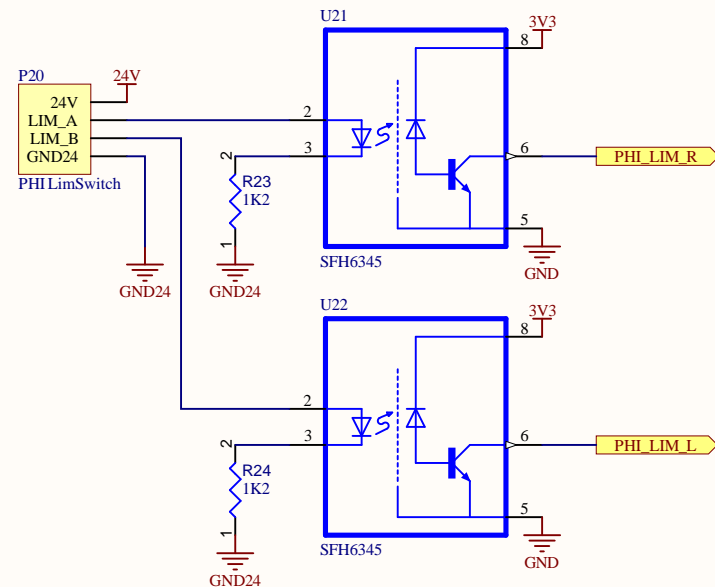 U21
3V3
8
P20
24V
24V
LIM_A
LIM_B
GND24
PHI LimSwitch
2
3
6
PHI_LIM_R
2
R23
1K2
1
5
GND24
GND24
SFH6345
GND
U22
3V3
8
2
3
6
PHI_LIM_L
2
R24
1K2
1
5
SFH6345
GND
GND24